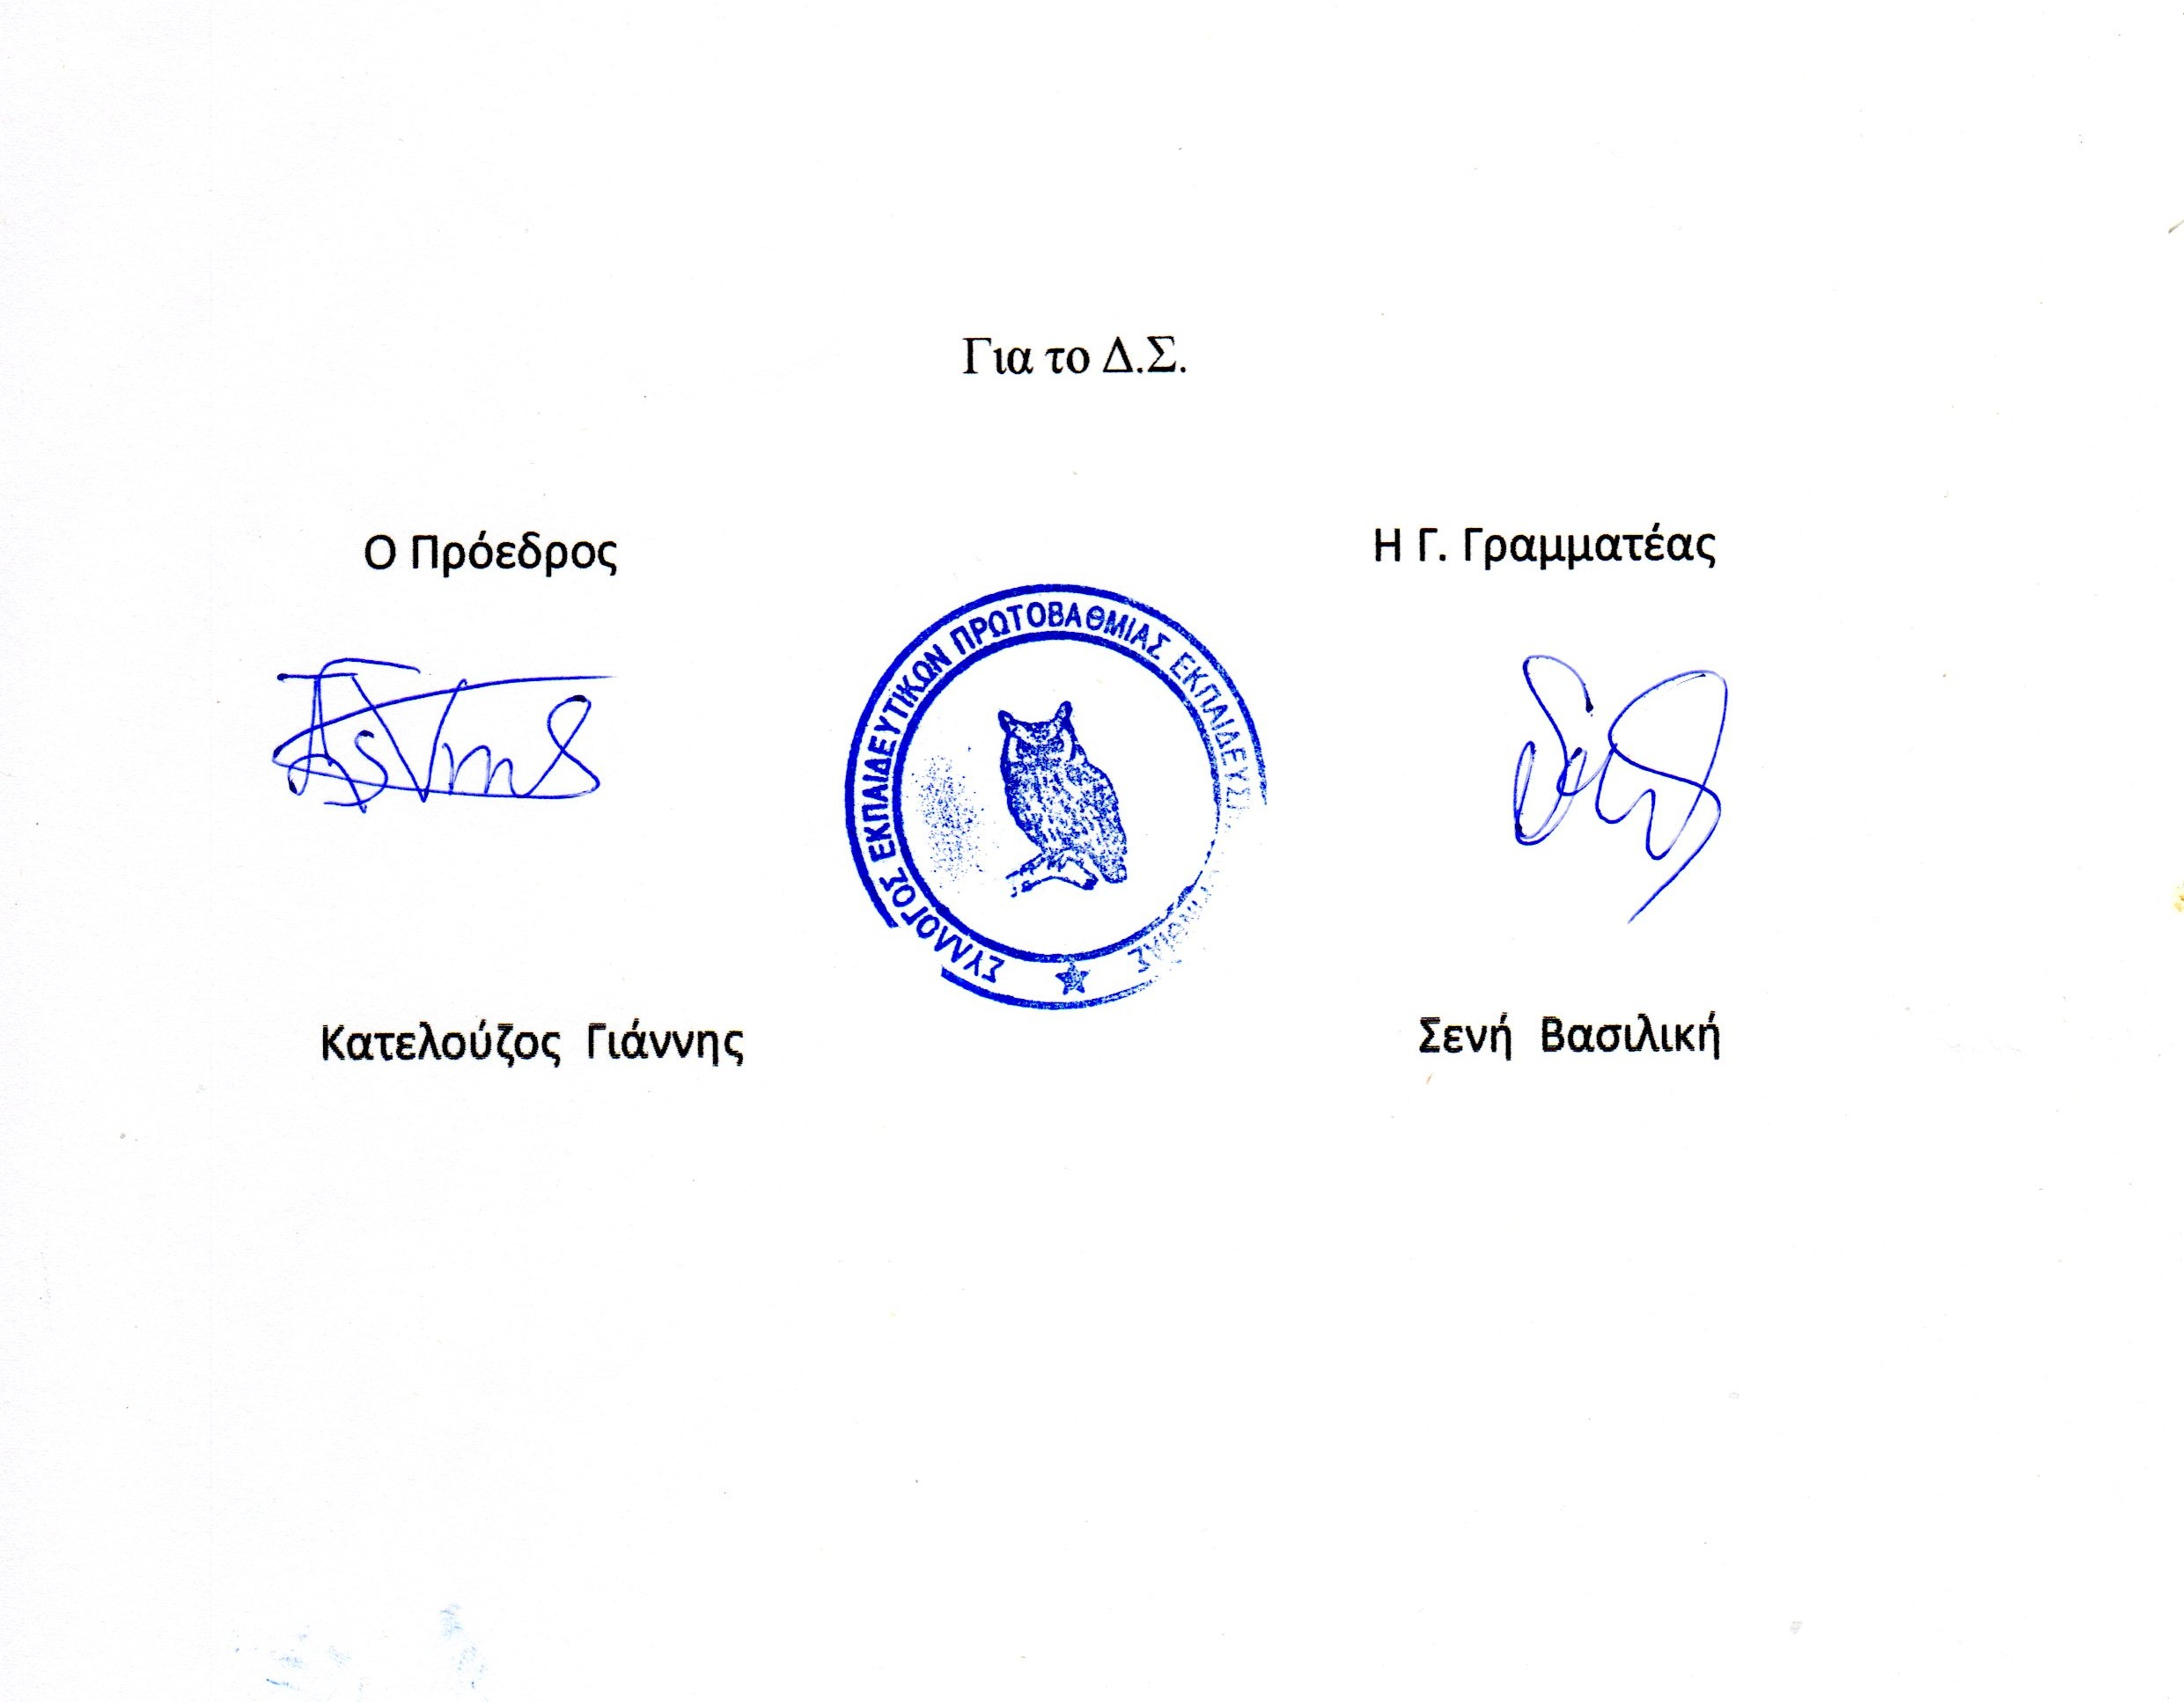 Για το Δ.Σ.
Ο Πρόεδρος
Η Γ. Γραμματέας
ΣΥΛΛΟΓΟΣ ΕΚΠΑΙΔΕΥΤΙΚΩΝ ΠΡΩΤΟΒΑΘΜΙΑΣ ΕΚΠΑΙΔΕΥΣΗΣ
Κατελούζος Γιάννης
Σενή Βασιλική